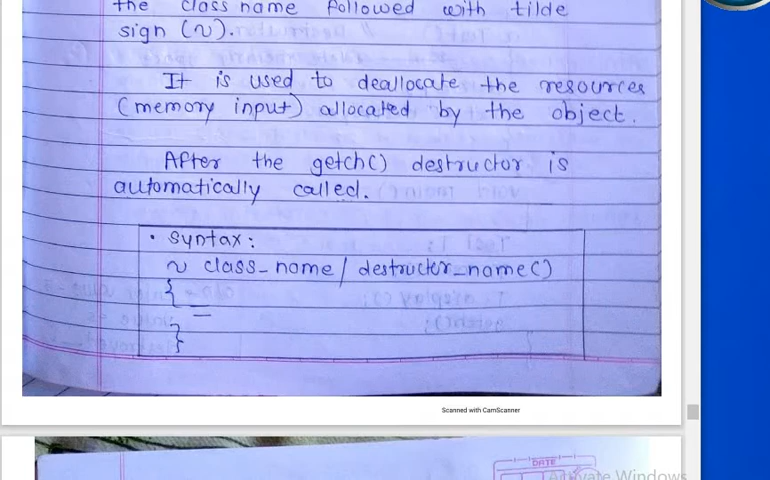 the class name followed with tilde
sign (~).
It is used to deallocate the resources
(memory input) allocated by the object.
After the getch() destructor is
automatically called.
• Syntax:
~ class_name / destructer_name()
{
—
}
Scanned with CamScanner
DATE
Activate Windows